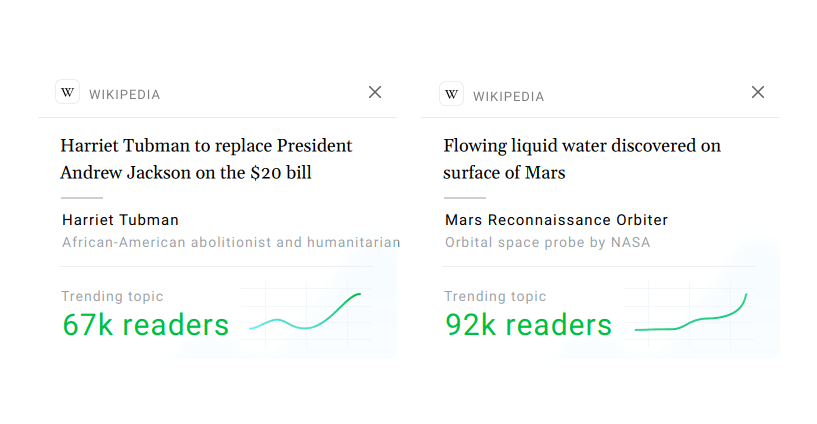 W WIKIPEDIA
Harriet Tubman to replace President
Andrew Jackson on the $20 bill
Harriet Tubman
African-American abolitionist and humanitarian
Trending topic
67k readers
W WIKIPEDIA
Flowing liquid water discovered on
surface of Mars
Mars Reconnaissance Orbiter
Orbital space probe by NASA
Trending topic
92k readers